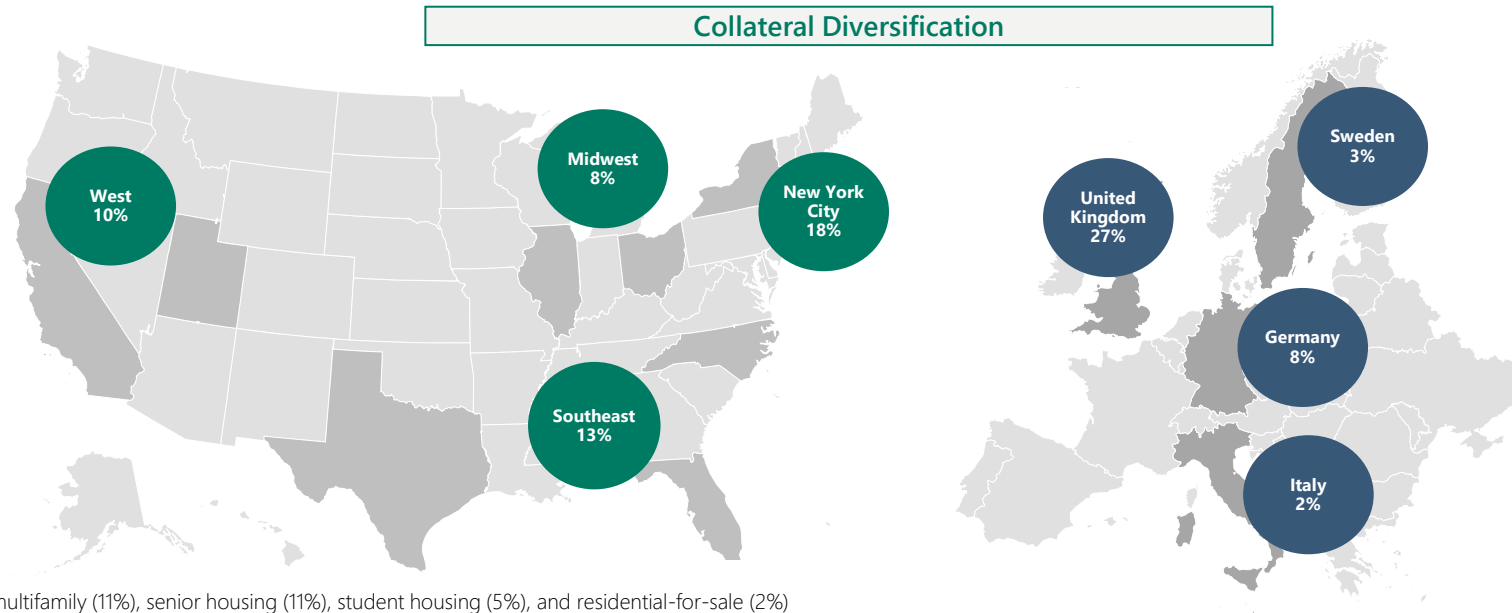 Collateral Diversification
West
10%
Midwest
8%
New York
City
18%
Southeast
13%
United
Kingdom
27%
Sweden
3%
Germany
8%
Italy
2%
multifamily (11%), senior housing (11%), student housing (5%), and residential-for-sale (2%)